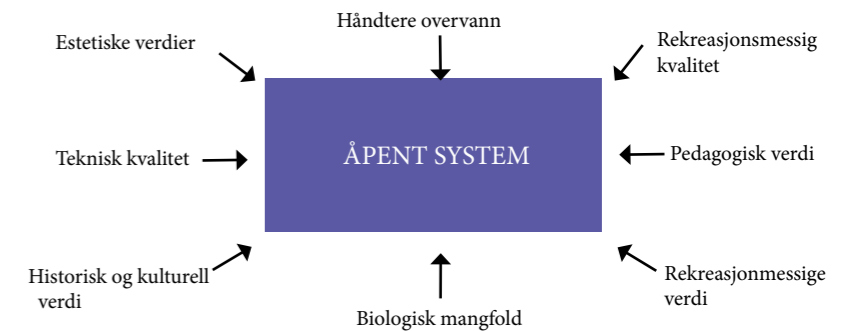 Håndtere overvann
Estetiske verdier
Rekreasjonsmessig
kvalitet
Teknisk kvalitet
ÅPENT SYSTEM
Pedagogisk verdi
Historisk og kulturell
verdi
Rekreasjonmessige
verdi
Biologisk mangfold